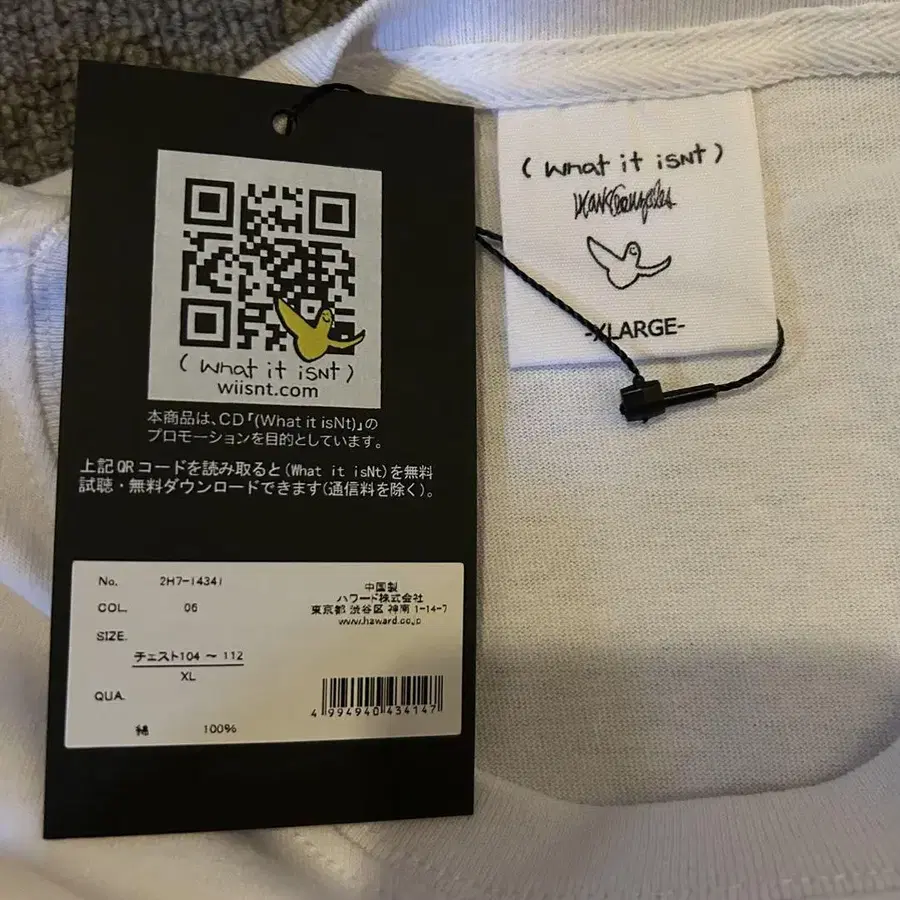 ( What it isNt )
wiisnt.com
本商品は、CD「(What it isNt)」の
プロモーションを目的としています。
上記QRコードを読み取ると(What it isNt)を無料
試聴・無料ダウンロードできます(通信料を除く)。
No. 2H7-14341
COL. 06
SIZE.
チェスト104 ~ 112
XL
QUA.
綿 100%
中国製
ハワード株式会社
東京都 渋谷区 神南 1-14-7
www.haward.co.jp
4 994940 434147
( What it isNt )
Mark Gonzales
-XLARGE-